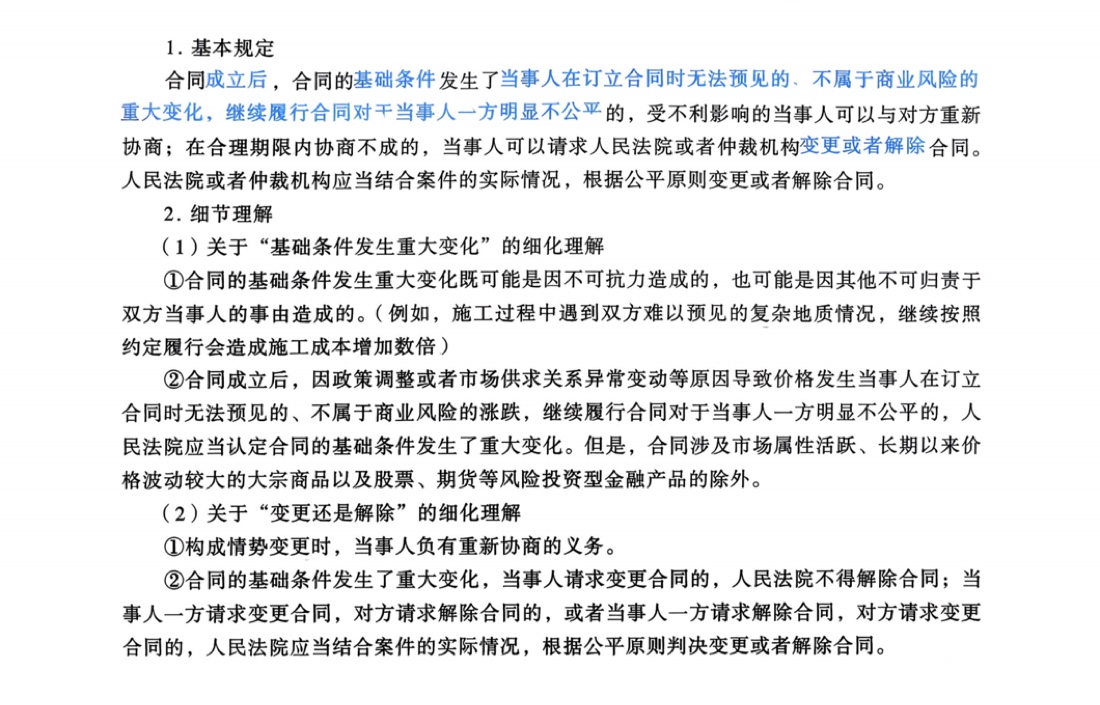 1. 基本规定
合同成立后，合同的基础条件发生了当事人在订立合同时无法预见的、不属于商业风险的
重大变化，继续履行合同对于当事人一方明显不公平的，受不利影响的当事人可以与对方重新
协商；在合理期限内协商不成的，当事人可以请求人民法院或者仲裁机构变更或者解除合同。
人民法院或者仲裁机构应当结合案件的实际情况，根据公平原则变更或者解除合同。
2. 细节理解
（1）关于“基础条件发生重大变化”的细化理解
①合同的基础条件发生重大变化既可能是因不可抗力造成的，也可能是因其他不可归责于
双方当事人的事由造成的。（例如，施工过程中遇到双方难以预见的复杂地质情况，继续按照
约定履行会造成施工成本增加数倍）
②合同成立后，因政策调整或者市场供求关系异常变动等原因导致价格发生当事人在订立
合同时无法预见的、不属于商业风险的涨跌，继续履行合同对于当事人一方明显不公平的，人
民法院应当认定合同的基础条件发生了重大变化。但是，合同涉及市场属性活跃、长期以来价
格波动较大的大宗商品以及股票、期货等风险投资型金融产品的除外。
（2）关于“变更还是解除”的细化理解
①构成情势变更时，当事人负有重新协商的义务。
②合同的基础条件发生了重大变化，当事人请求变更合同的，人民法院不得解除合同；当
事人一方请求变更合同，对方请求解除合同的，或者当事人一方请求解除合同，对方请求变更
合同的，人民法院应当结合案件的实际情况，根据公平原则判决变更或者解除合同。